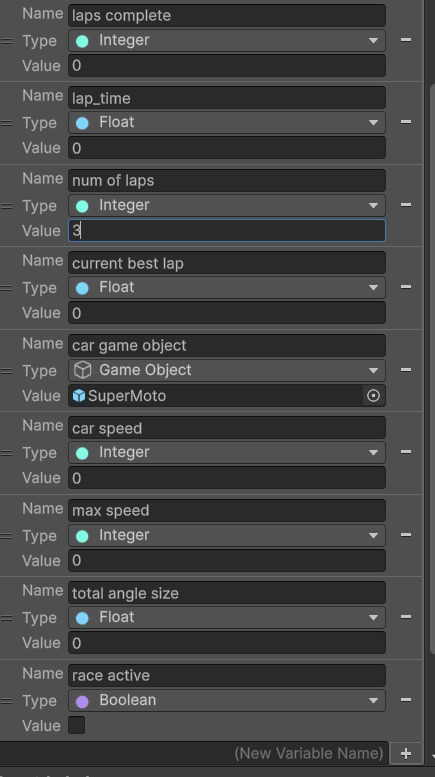 Name laps complete
Type Integer
Value 0
Name lap_time
Type Float
Value 0
Name num of laps
Type Integer
Value 3
Name current best lap
Type Float
Value 0
Name car game object
Type Game Object
Value SuperMoto
Name car speed
Type Integer
Value 0
Name max speed
Type Integer
Value 0
Name total angle size
Type Float
Value 0
Name race active
Type Boolean
Value
(New Variable Name)